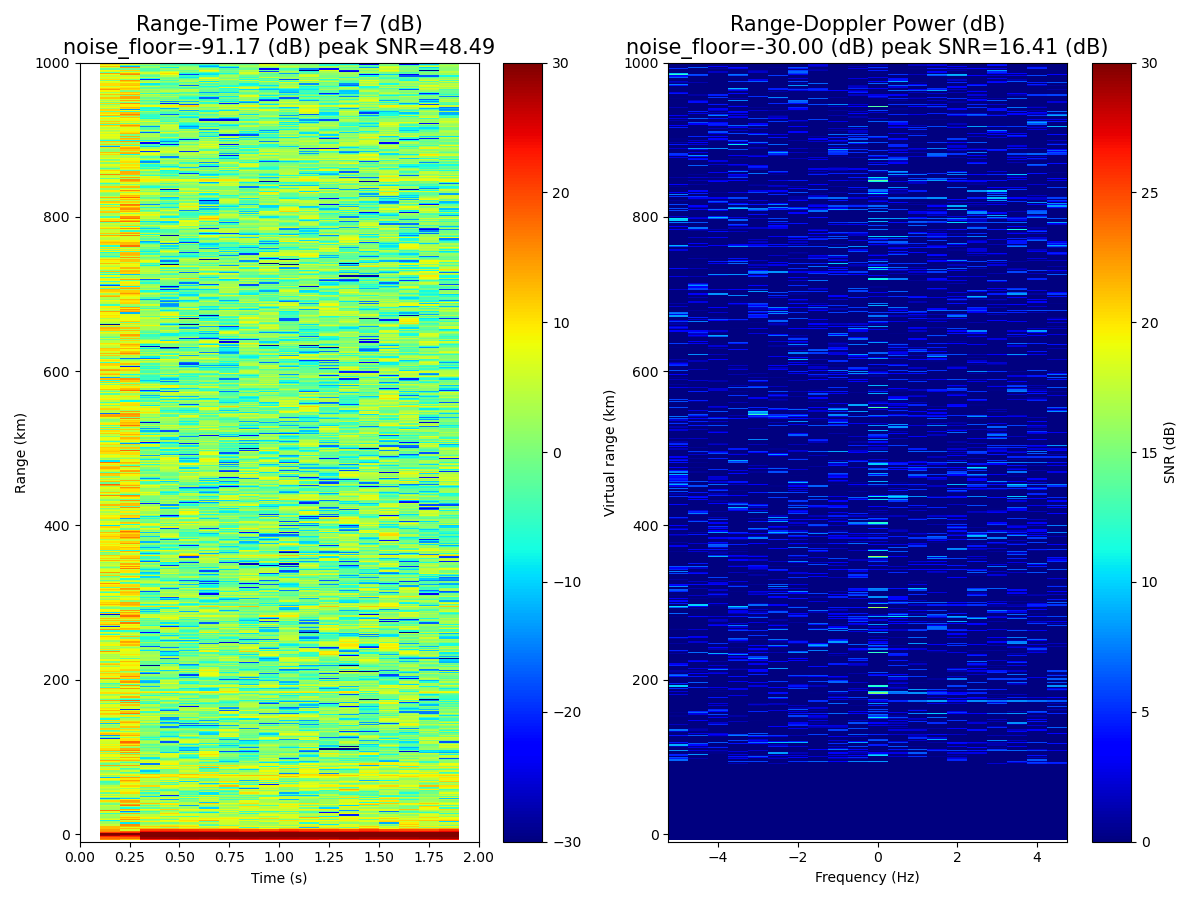 Range-Time Power f=7 (dB)
noise_floor=-91.17 (dB) peak SNR=48.49
Range-Doppler Power (dB)
noise_floor=-30.00 (dB) peak SNR=16.41 (dB)
1000
800
600
400
200
0
Range (km)
0.00 0.25 0.50 0.75 1.00 1.25 1.50 1.75 2.00
Time (s)
30
20
10
0
−10
−20
−30
1000
800
600
400
200
0
Virtual range (km)
−4 −2 0 2 4
Frequency (Hz)
30
25
20
15
10
5
0
SNR (dB)